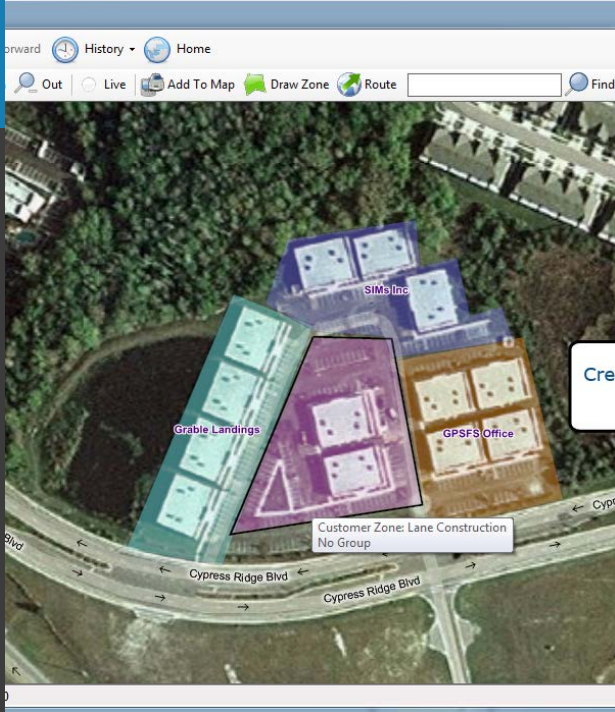 orward History Home
Out Live Add To Map Draw Zone Route Find
SIMs Inc
Cre
Grable Landings
GPSFS Office
Customer Zone: Lane Construction
No Group
Cypr
Blvd
Cypress Ridge Blvd
Cypress Ridge Blvd